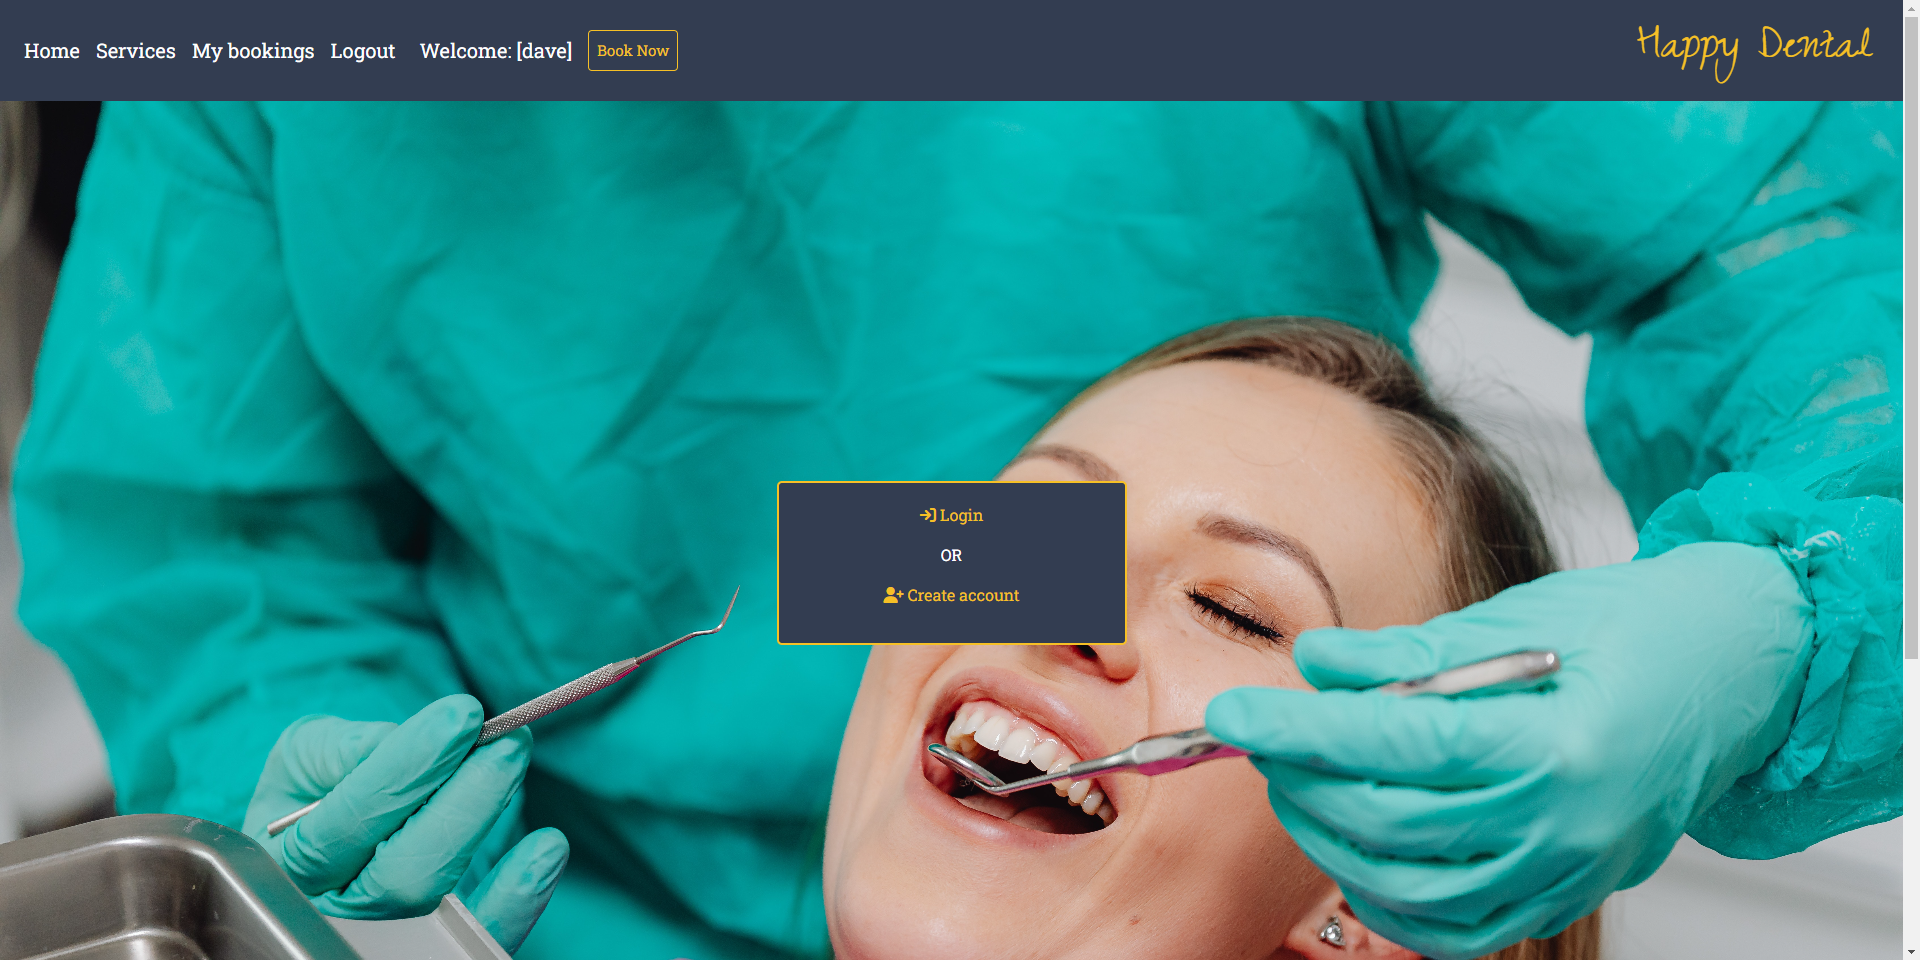 Home Services My bookings Logout Welcome: [dave] Book Now
Happy Dental
Login
OR
Create account